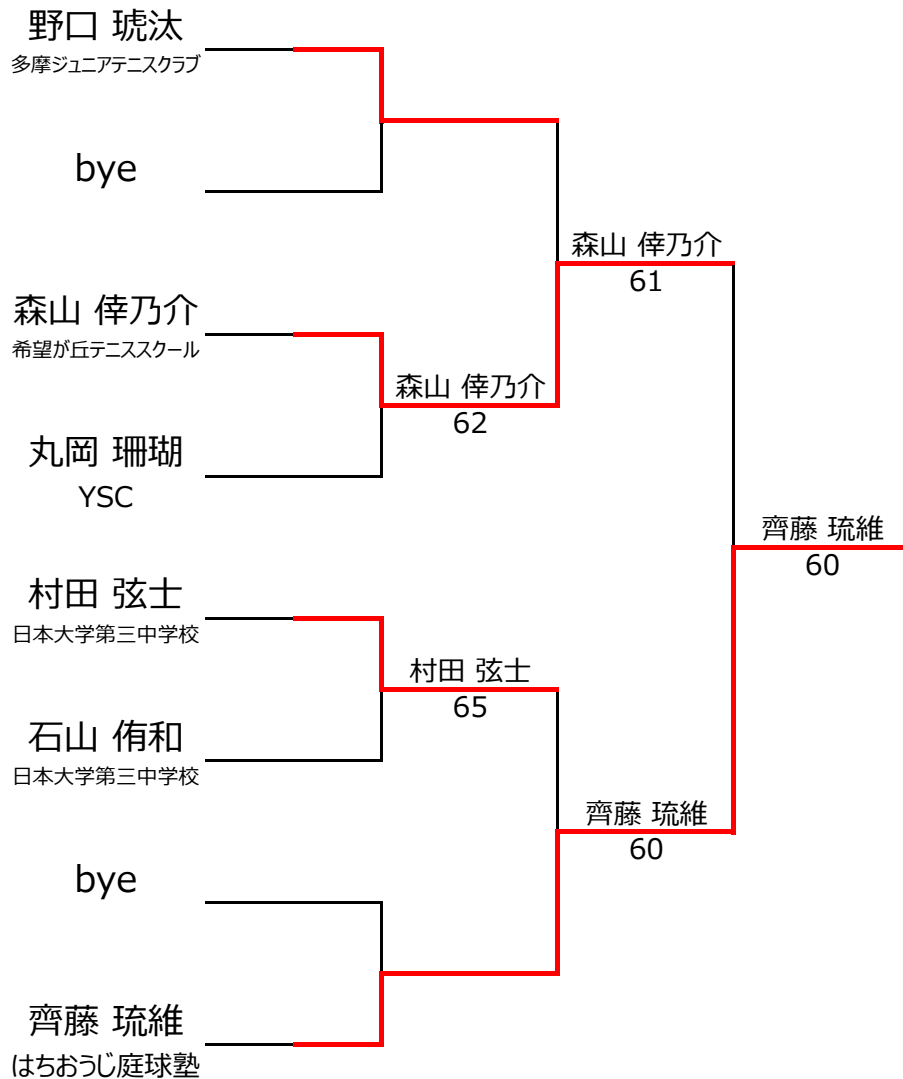 野口 琥汰
多摩ジュニアテニスクラブ
bye
森山 倖乃介
61
森山 倖乃介
希望が丘テニススクール
森山 倖乃介
62
丸岡 珊瑚
YSC
齊藤 琉維
60
村田 弦士
日本大学第三中学校
村田 弦士
65
石山 侑和
日本大学第三中学校
齊藤 琉維
60
bye
齊藤 琉維
はちおうじ庭球塾